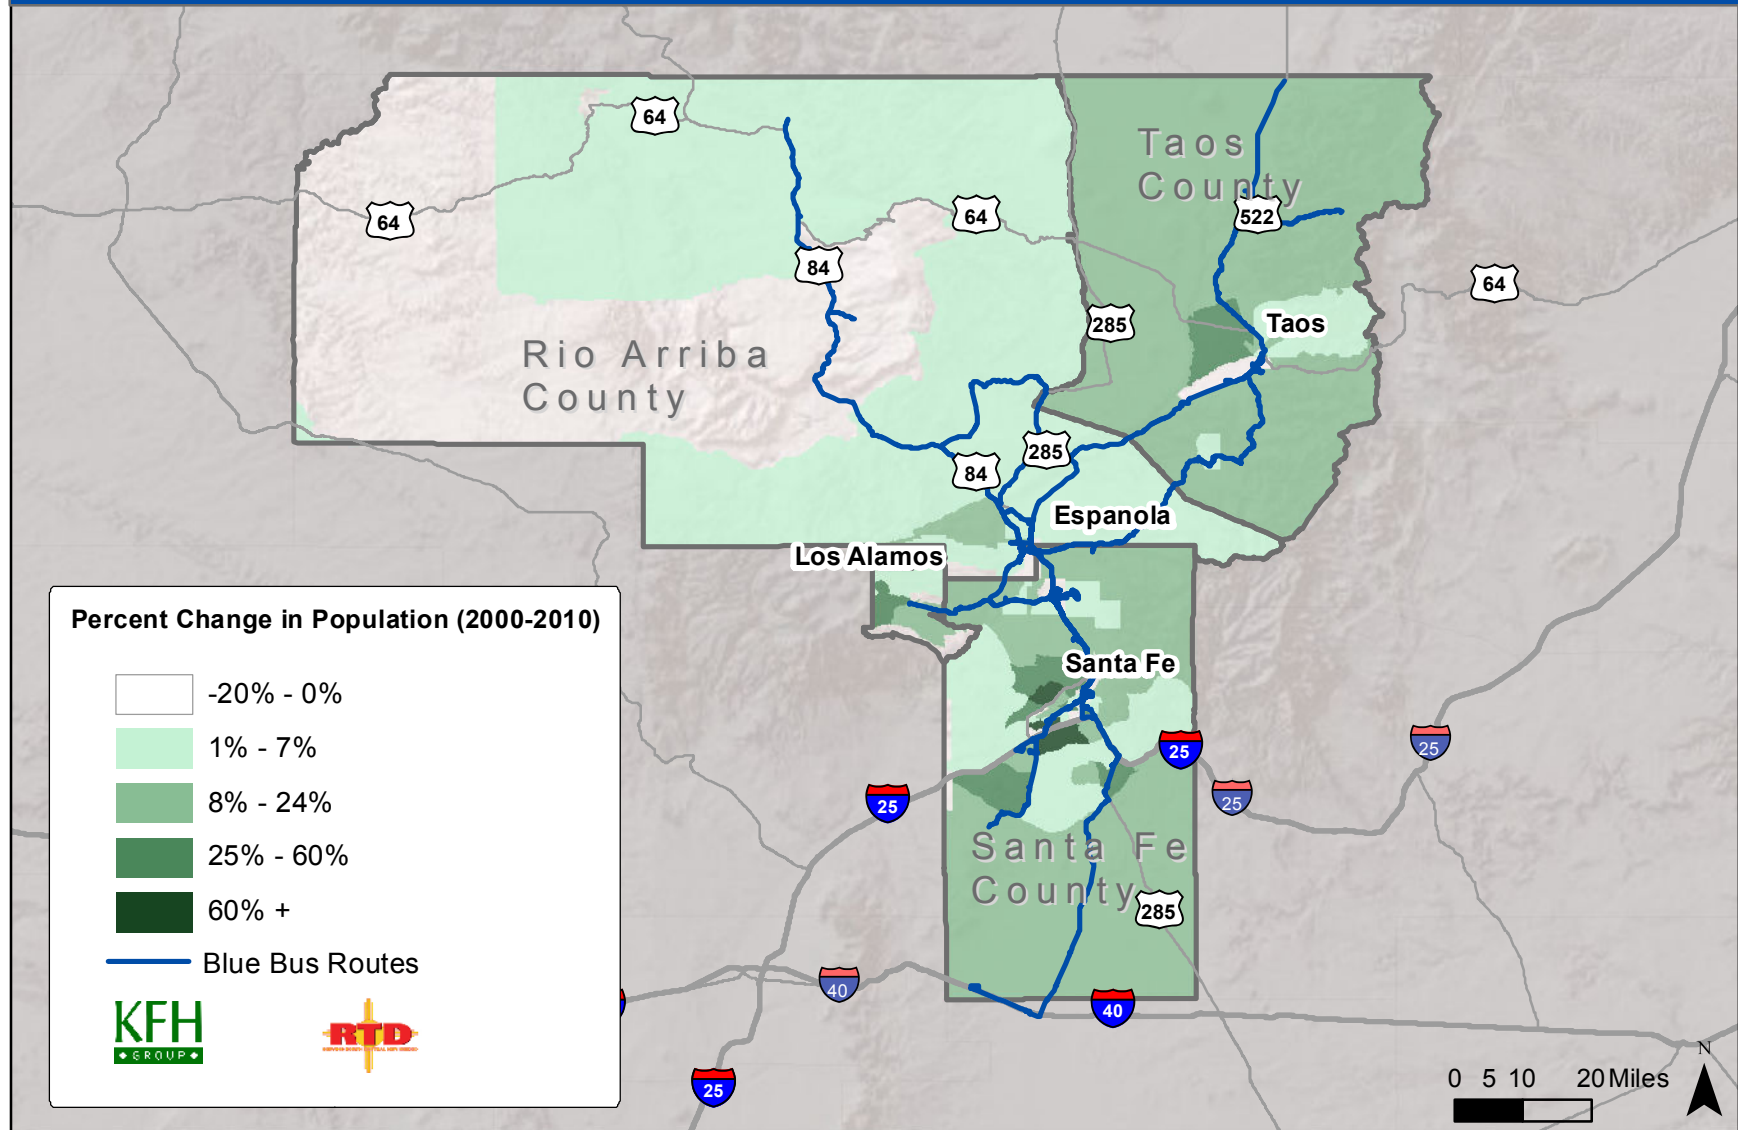 64
Taos
County
64
64
522
84
64
285
Taos
Rio Arriba
County
285
84
Espanola
Los Alamos
Santa Fe
25
25
25
25
Santa Fe
County
285
40
40
25
Percent Change in Population (2000-2010)
-20% - 0%
1% - 7%
8% - 24%
25% - 60%
60% +
Blue Bus Routes
KFH
GROUP
RTD
N
0 5 10 20 Miles